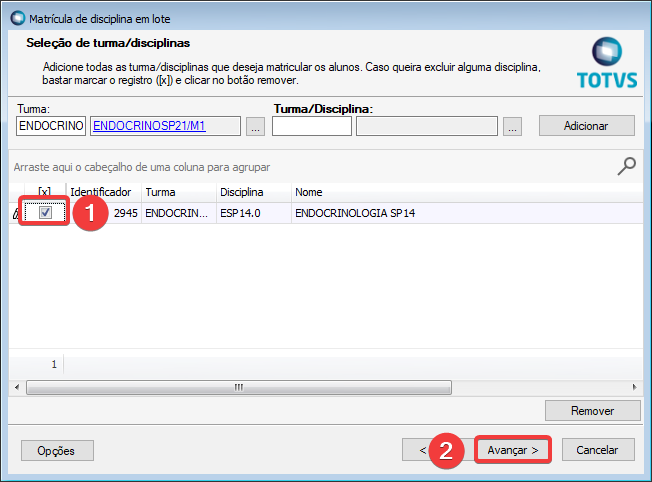 Matrícula de disciplina em lote
Seleção de turma/disciplinas
Adicione todas as turma/disciplinas que deseja matricular os alunos. Caso queira excluir alguma disciplina,
bastar marcar o registro ([x]) e clicar no botão remover.
TOTVS
Turma: Turma/Disciplina:
ENDOCRINO ENDOCRINOSP21/M1 ... ... Adicionar
Arraste aqui o cabeçalho de uma coluna para agrupar
[x] Identificador Turma Disciplina Nome
1 2945 ENDOCRIN... ESP14.0 ENDOCRINOLOGIA SP14
1
Remover
Opções < 2 Avançar > Cancelar